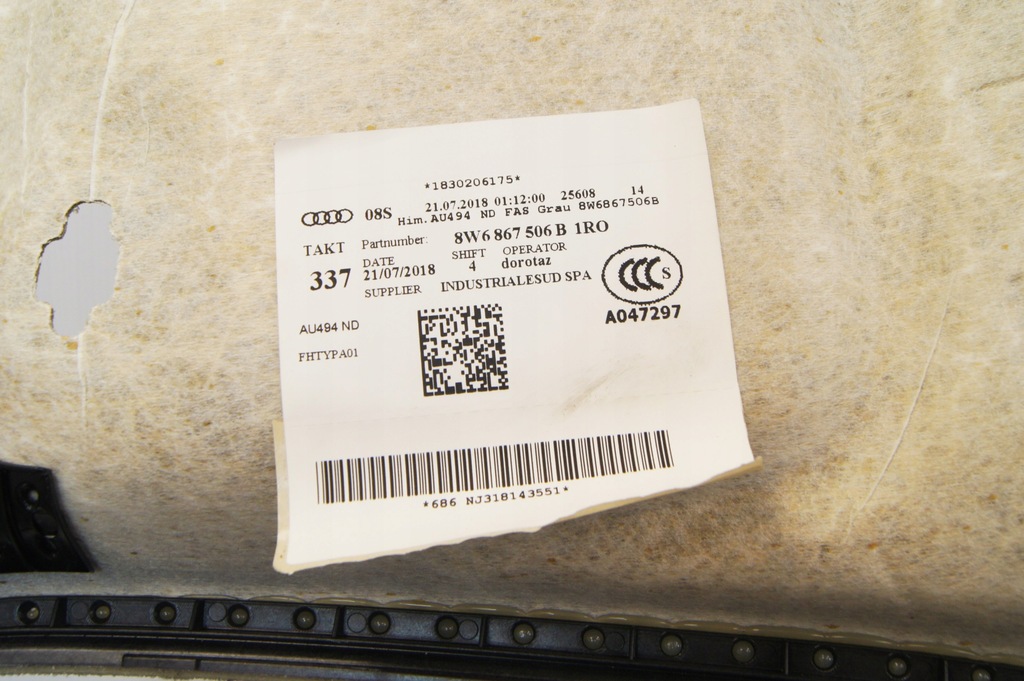 *1830206175*
08S 21.07.2018 01:12:00 25608 14
Him.AU494 ND FAS Grau 8W6867506B
TAKT Partnumber: 8W6 867 506 B 1RO
DATE SHIFT OPERATOR
337 21/07/2018 4 dorotaz
SUPPLIER INDUSTRIALESUD SPA
CCC S
A047297
AU494 ND
FHTYPA01
*686 NJ318143551*